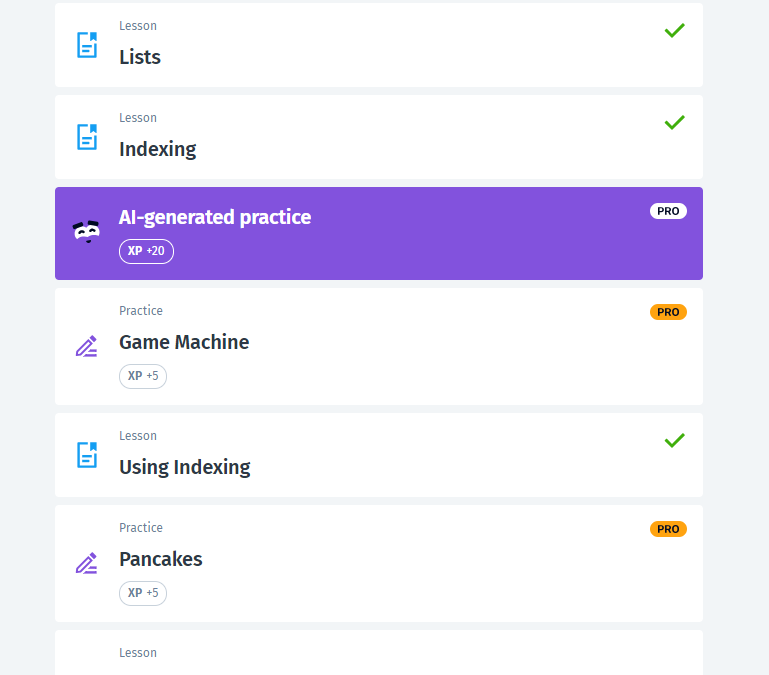 Lesson
Lists
Lesson
Indexing
AI-generated practice
PRO
XP +20
Practice
PRO
Game Machine
XP +5
Lesson
Using Indexing
Practice
PRO
Pancakes
XP +5
Lesson